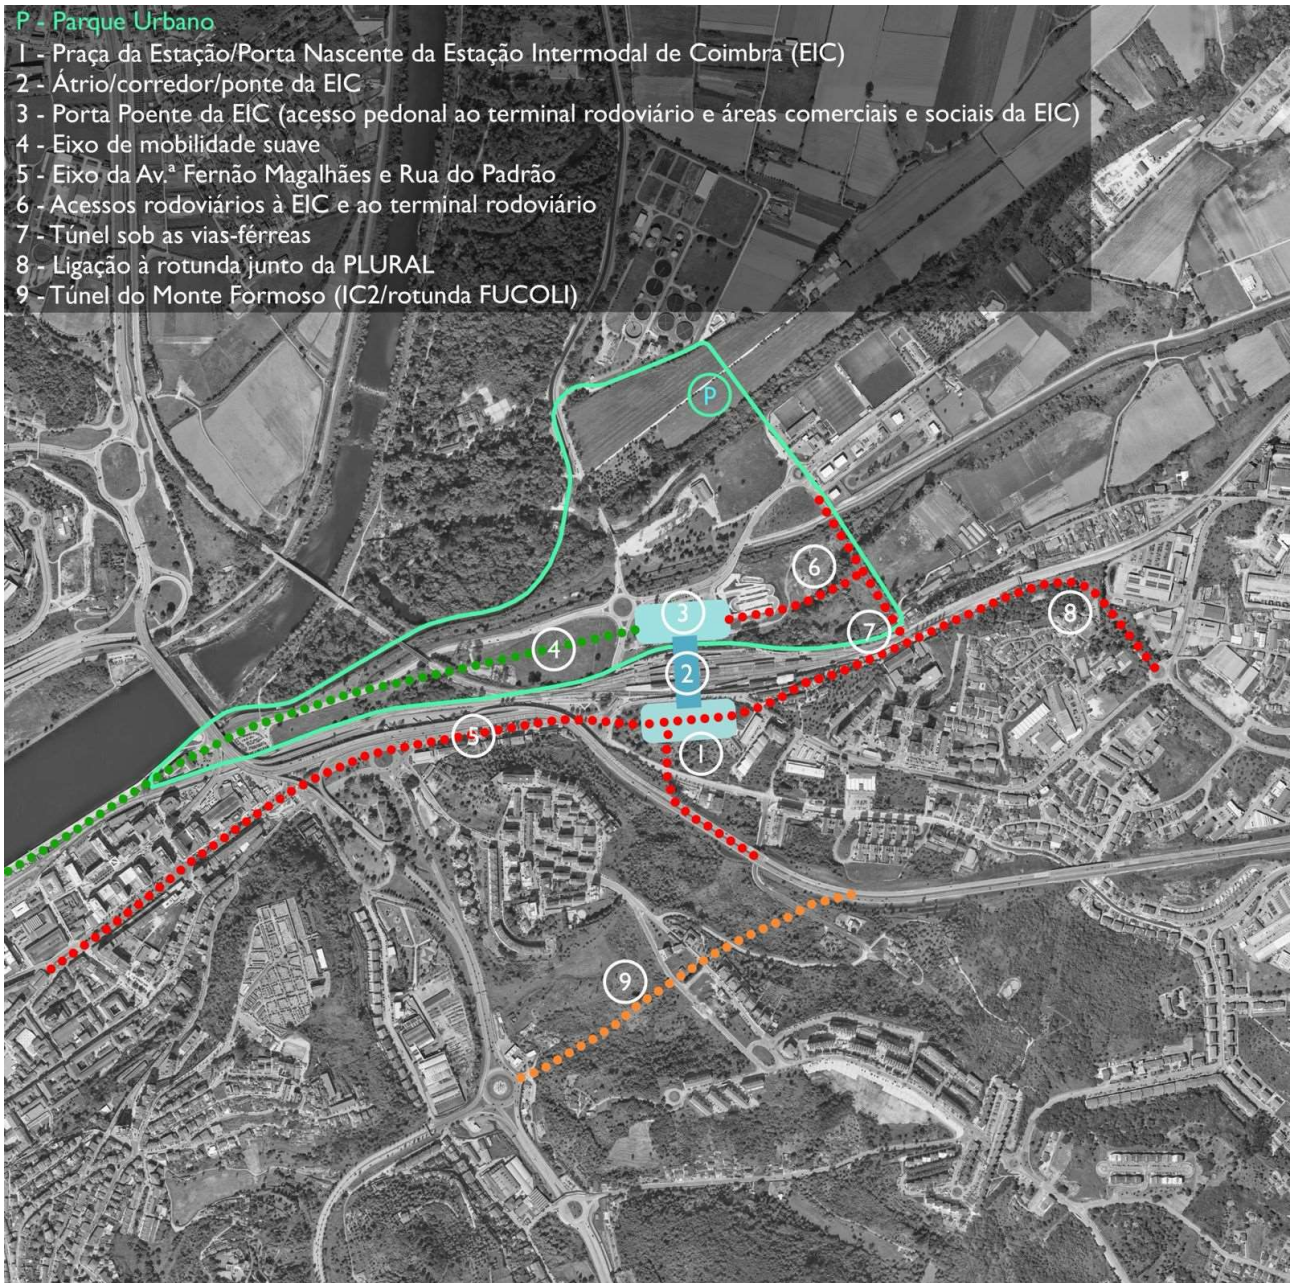 P - Parque Urbano
1 - Praça da Estação/Porta Nascente da Estação Intermodal de Coimbra (EIC)
2 - Átrio/corredor/ponte da EIC
3 - Porta Poente da EIC (acesso pedonal ao terminal rodoviário e áreas comerciais e sociais da EIC)
4 - Eixo de mobilidade suave
5 - Eixo da Av.ª Fernão Magalhães e Rua do Padrão
6 - Acessos rodoviários à EIC e ao terminal rodoviário
7 - Túnel sob as vias-férreas
8 - Ligação à rotunda junto da PLURAL
9 - Túnel do Monte Formoso (IC2/rotunda FUCOLI)
P
6
3
8
7
4
2
5
1
9